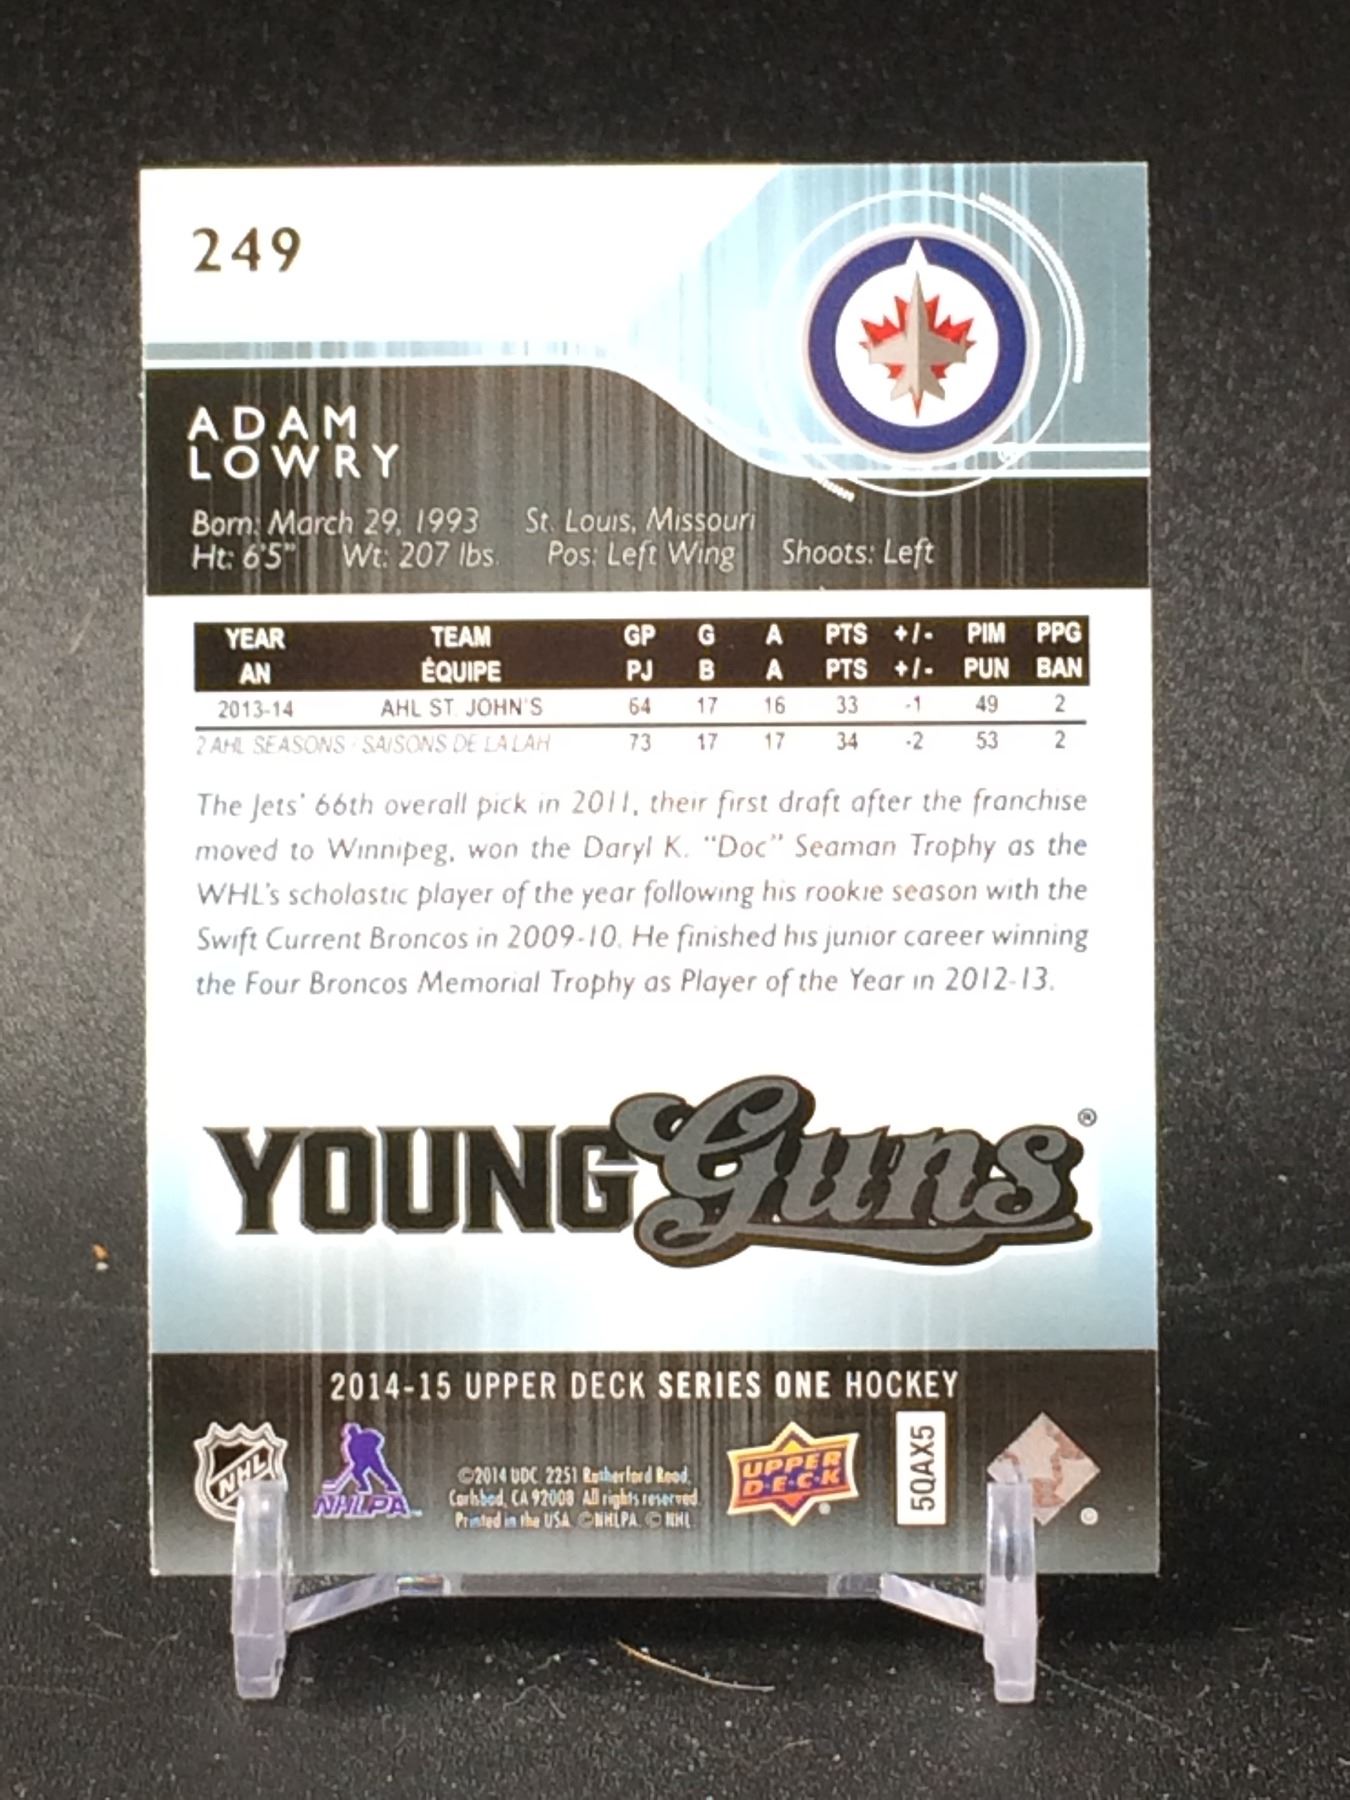 249
ADAM
LOWRY
Born: March 29, 1993 St. Louis, Missouri
Ht: 6'5" Wt: 207 lbs. Pos: Left Wing Shoots: Left
YEAR TEAM GP G A PTS +/- PIM PPG
AN ÉQUIPE PJ B A PTS +/- PUN BAN
2013-14 AHL ST. JOHN'S 64 17 16 33 -1 49 2
2 AHL SEASONS · SAISONS DE LA LAH 73 17 17 34 -2 53 2
The Jets' 66th overall pick in 2011, their first draft after the franchise
moved to Winnipeg, won the Daryl K. "Doc" Seaman Trophy as the
WHL's scholastic player of the year following his rookie season with the
Swift Current Broncos in 2009-10. He finished his junior career winning
the Four Broncos Memorial Trophy as Player of the Year in 2012-13.
YOUNG Guns ®
2014-15 UPPER DECK SERIES ONE HOCKEY
NHL
NHLPA
©2014 UDC. 2251 Rutherford Road,
Carlsbad, CA 92008 All rights reserved.
Printed in the USA. ©NHLPA. © NHL
UPPER
D·E·C·K
5QAX5